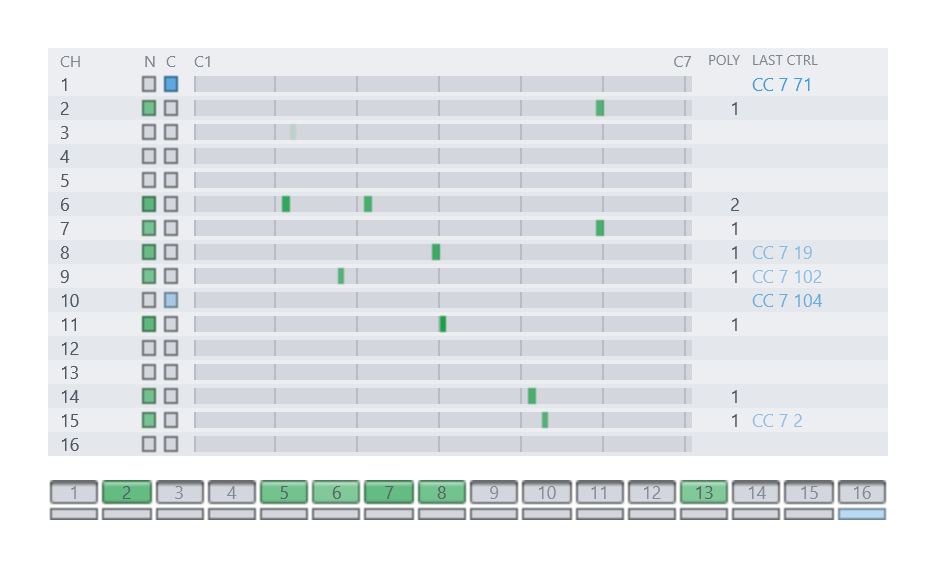 CH N C C1 C7 POLY LAST CTRL
1 CC 7 71
2 1
3
4
5
6 2
7 1
8 1 CC 7 19
9 1 CC 7 102
10 CC 7 104
11 1
12
13
14 1
15 1 CC 7 2
16
1 2 3 4 5 6 7 8 9 10 11 12 13 14 15 16